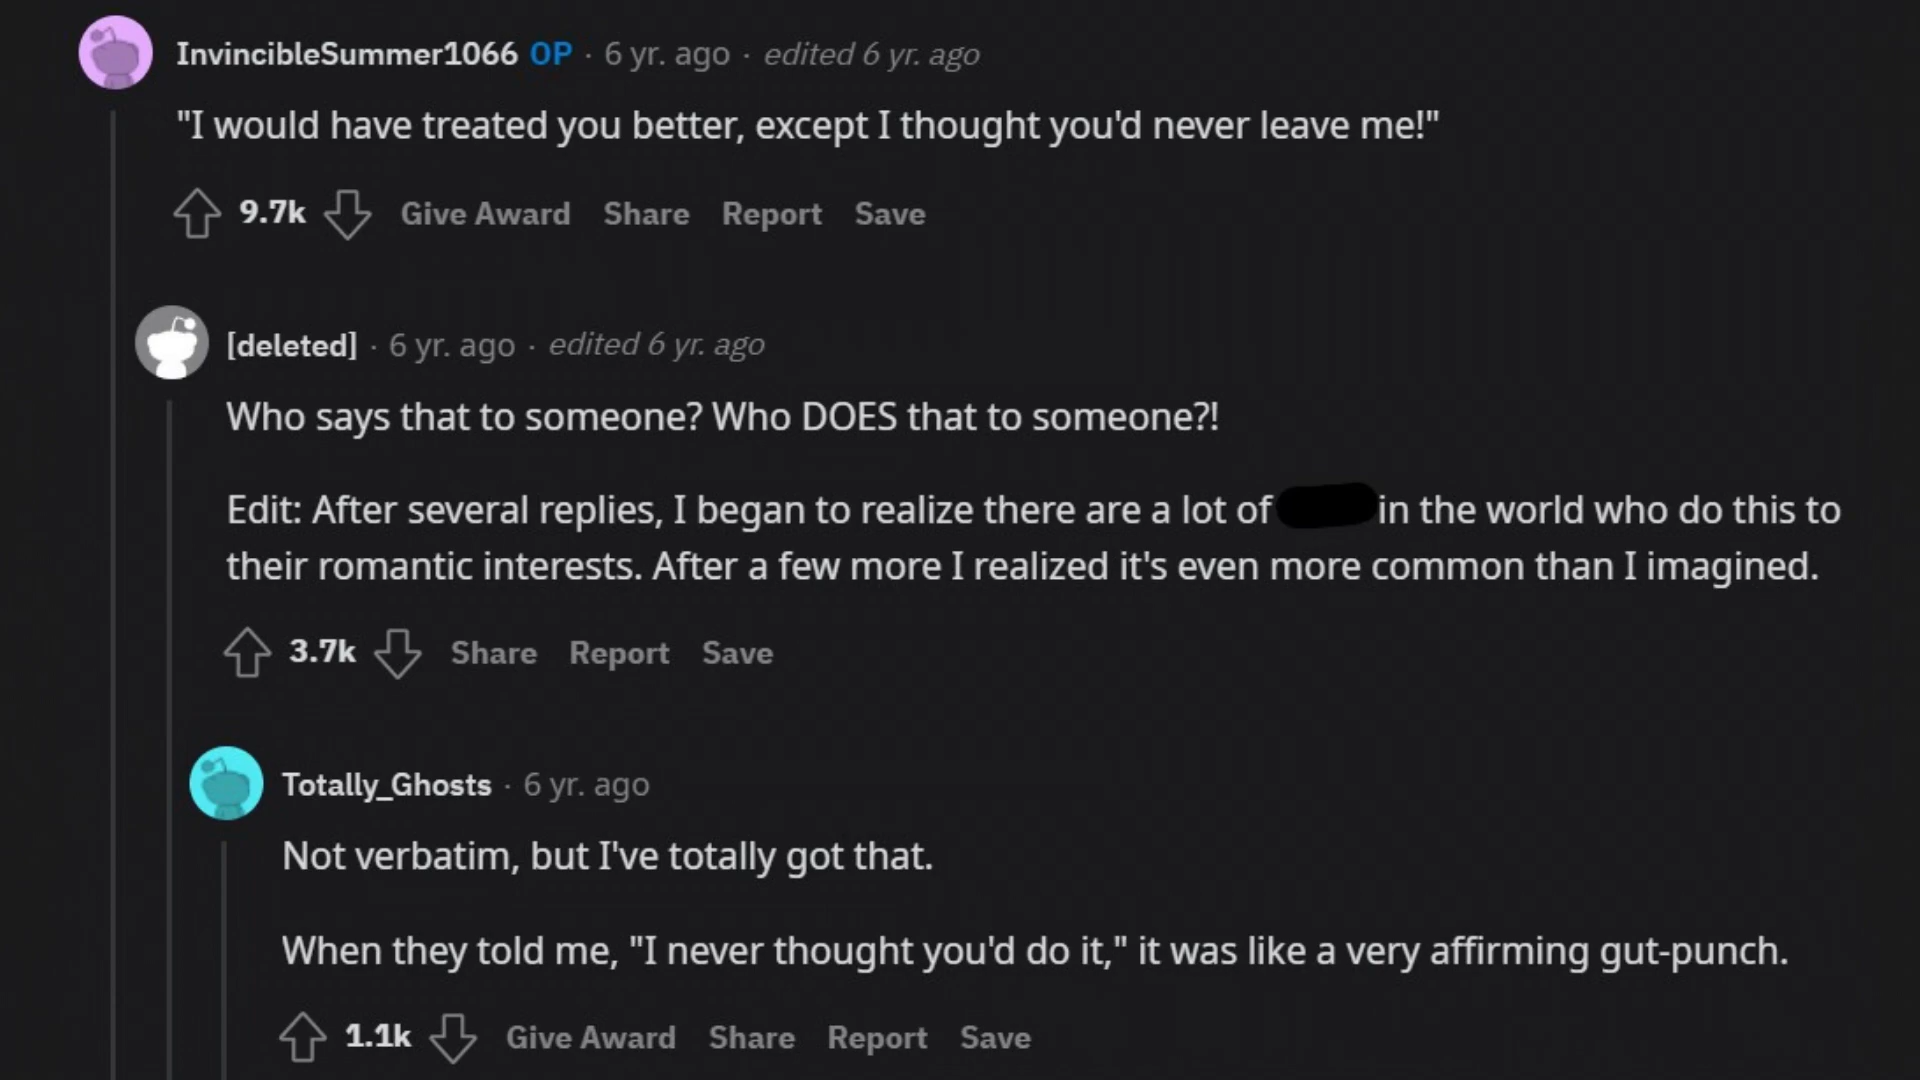 InvincibleSummer1066 OP · 6 yr. ago · edited 6 yr. ago
"I would have treated you better, except I thought you'd never leave me!"
9.7k Give Award Share Report Save
[deleted] · 6 yr. ago · edited 6 yr. ago
Who says that to someone? Who DOES that to someone?!
Edit: After several replies, I began to realize there are a lot of in the world who do this to
their romantic interests. After a few more I realized it's even more common than I imagined.
3.7k Share Report Save
Totally_Ghosts · 6 yr. ago
Not verbatim, but I've totally got that.
When they told me, "I never thought you'd do it," it was like a very affirming gut-punch.
1.1k Give Award Share Report Save